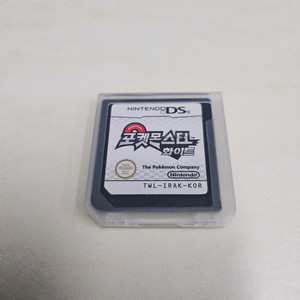 NINTENDO DS
포켓몬스터
화이트
The Pokémon Company
Nintendo
TWL-IRAK-KOR